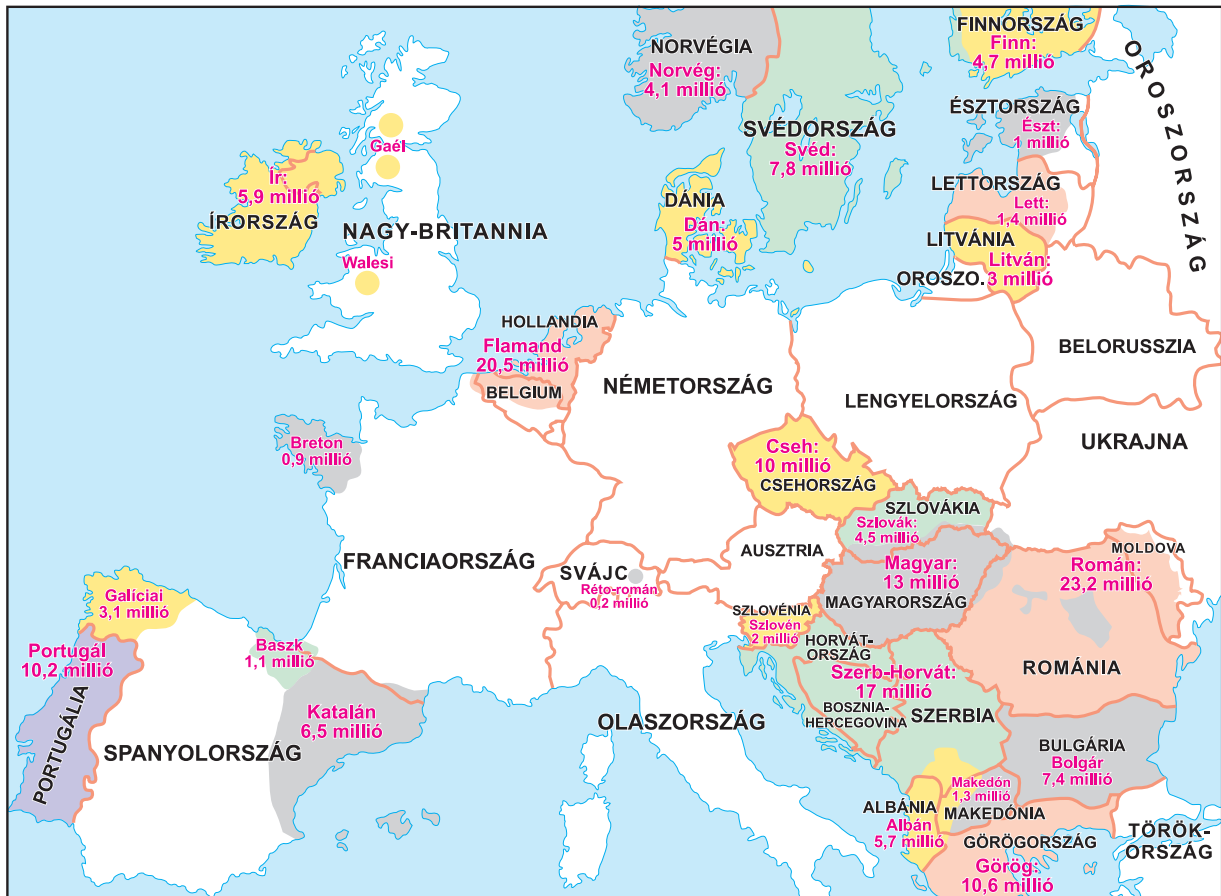 FINNORSZÁG
Finn:
4,7 millió
NORVÉGIA
Norvég:
4,1 millió
OROSZORSZÁG
ÉSZTORSZÁG
Észt:
1 millió
SVÉDORSZÁG
Svéd:
7,8 millió
Gaél
Ír:
5,9 millió
ÍRORSZÁG
NAGY-BRITANNIA
Walesi
DÁNIA
Dán:
5 millió
LETTORSZÁG
Lett:
1,4 millió
LITVÁNIA
Litván:
3 millió
OROSZO.
HOLLANDIA
Flamand
20,5 millió
BELGIUM
NÉMETORSZÁG
LENGYELORSZÁG
BELORUSSZIA
UKRAJNA
Breton
0,9 millió
Cseh:
10 millió
CSEHORSZÁG
SZLOVÁKIA
Szlovák:
4,5 millió
FRANCIAORSZÁG
SVÁJC
Réto-román
0,2 millió
AUSZTRIA
Magyar:
13 millió
MAGYARORSZÁG
MOLDOVA
Román:
23,2 millió
ROMÁNIA
Galíciai
3,1 millió
Portugál
10,2 millió
PORTUGÁLIA
Baszk
1,1 millió
SZLOVÉNIA
Szlovén
2 millió
HORVÁT-
ORSZÁG
Szerb-Horvát:
17 millió
BOSZNIA-
HERCEGOVINA
SZERBIA
Katalán
6,5 millió
SPANYOLORSZÁG
OLASZORSZÁG
BULGÁRIA
Bolgár
7,4 millió
Makedón
1,3 millió
MAKEDÓNIA
ALBÁNIA
Albán
5,7 millió
GÖRÖGORSZÁG
Görög:
10,6 millió
TÖRÖK-
ORSZÁG